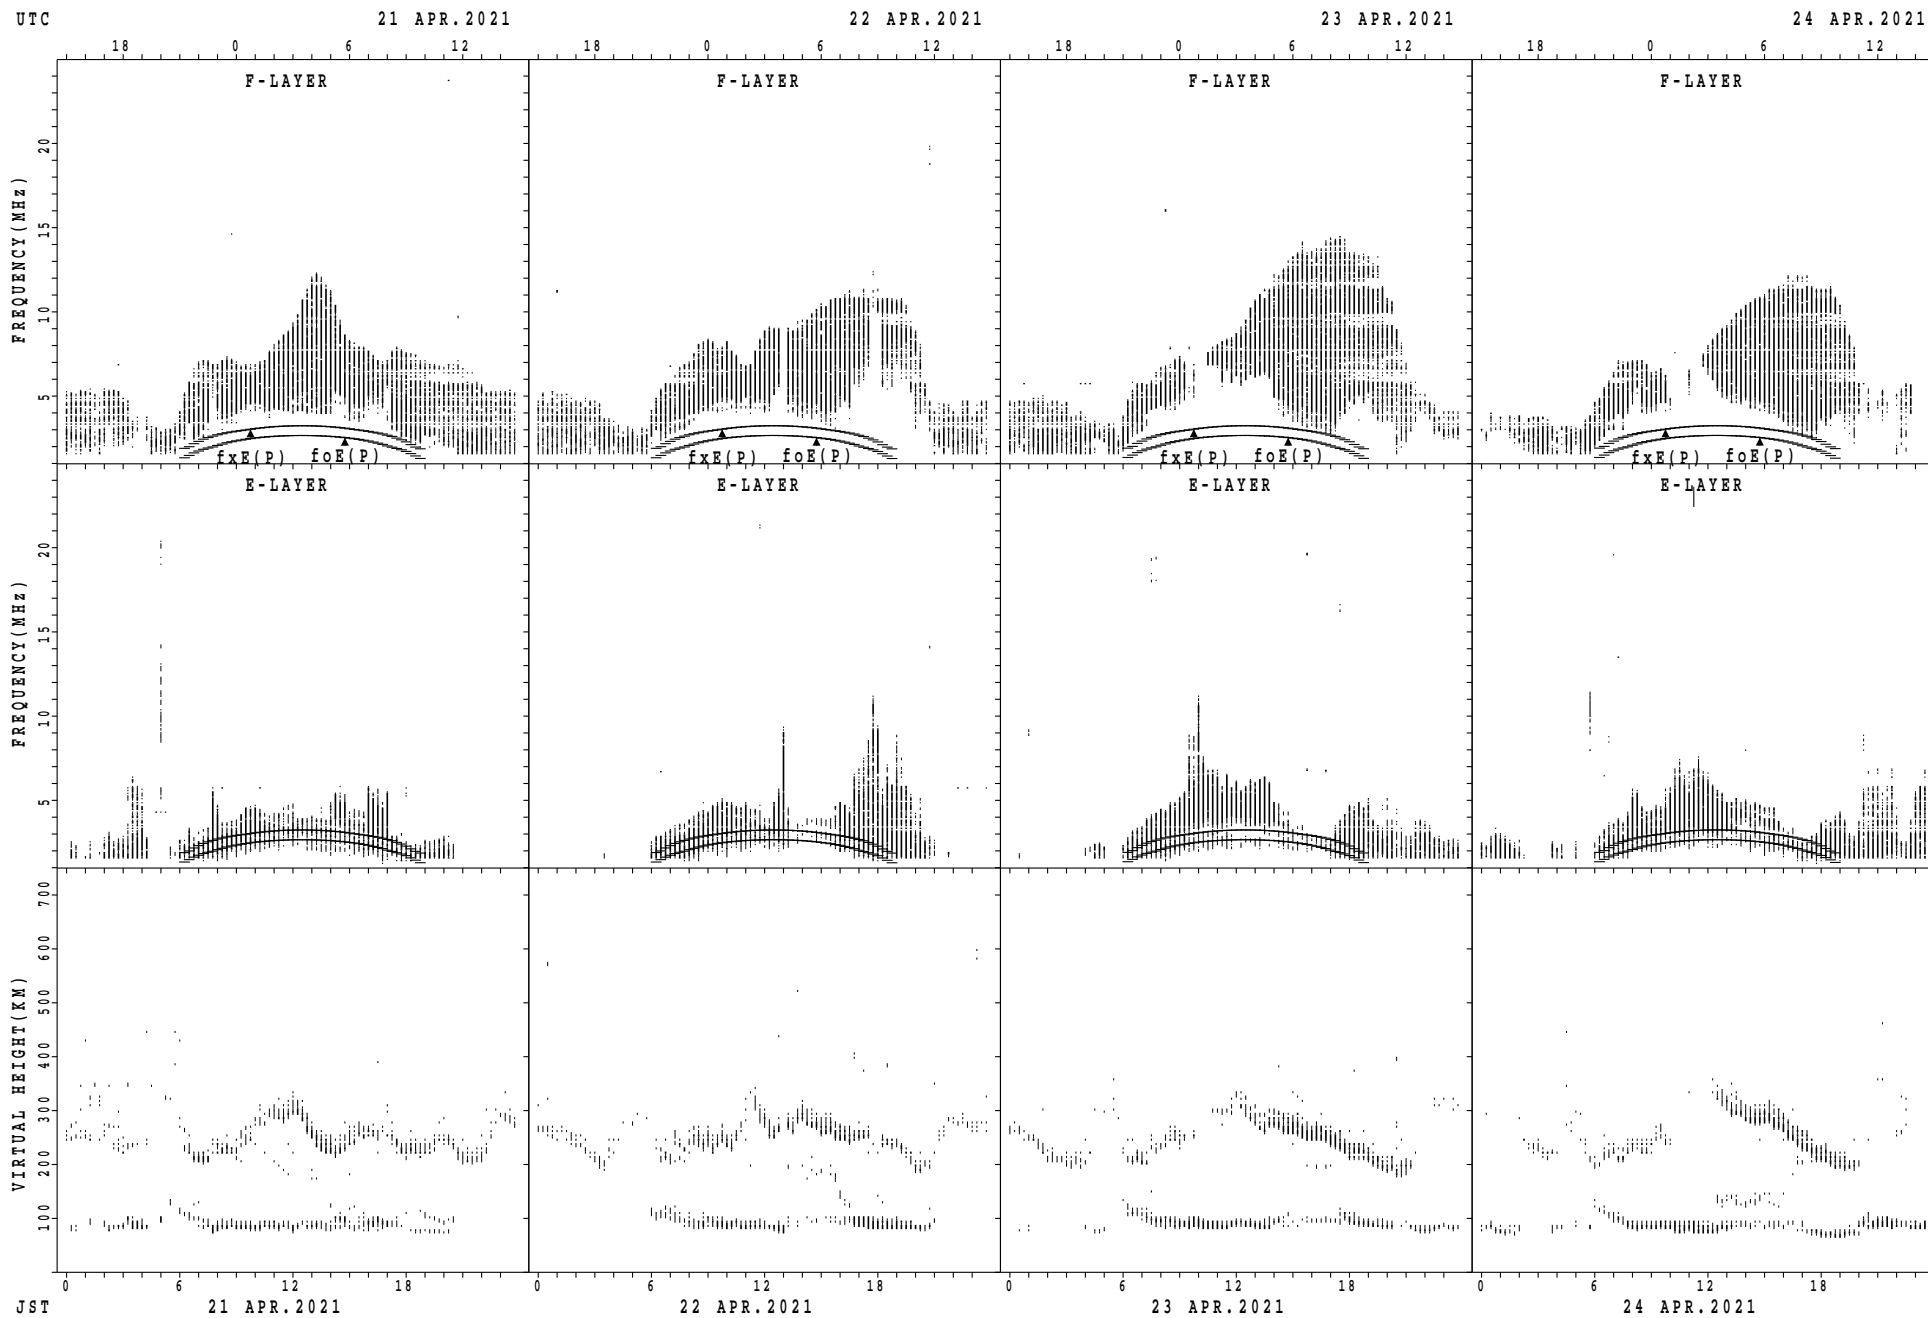 UTC 21 APR.2021 22 APR.2021 23 APR.2021 24 APR.2021
18 0 6 12 18 0 6 12 18 0 6 12 18 0 6 12
F-LAYER F-LAYER F-LAYER F-LAYER
FREQUENCY(MHz)
20
15
10
5
fxE(P) foE(P) fxE(P) foE(P) fxE(P) foE(P) fxE(P) foE(P)
E-LAYER E-LAYER E-LAYER E-LAYER
FREQUENCY(MHz)
20
15
10
5
VIRTUAL HEIGHT(KM)
700
600
500
400
300
200
100
0 6 12 18 0 6 12 18 0 6 12 18 0 6 12 18
JST 21 APR.2021 22 APR.2021 23 APR.2021 24 APR.2021